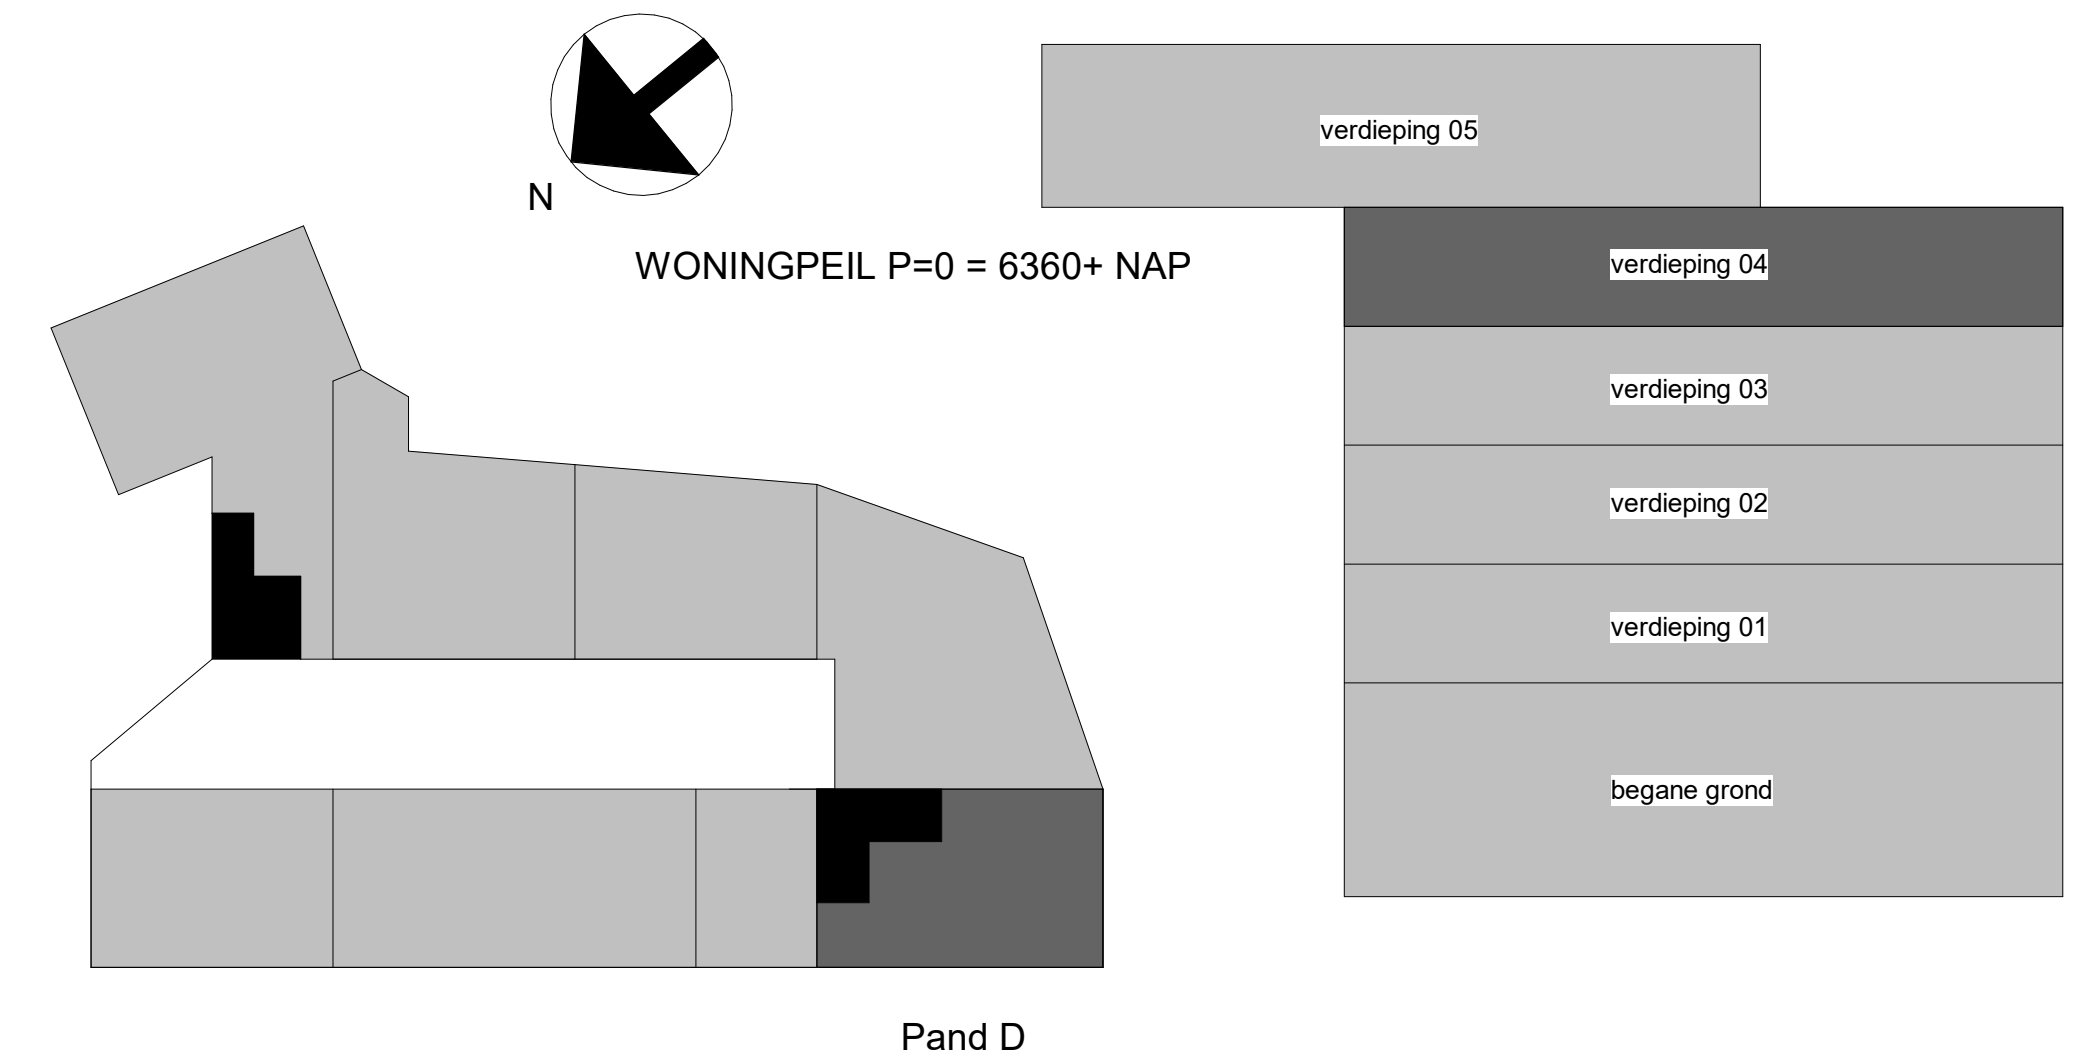 verdieping 05
N
WONINGPEIL P=0 = 6360+ NAP
verdieping 04
verdieping 03
verdieping 02
verdieping 01
begane grond
Pand D